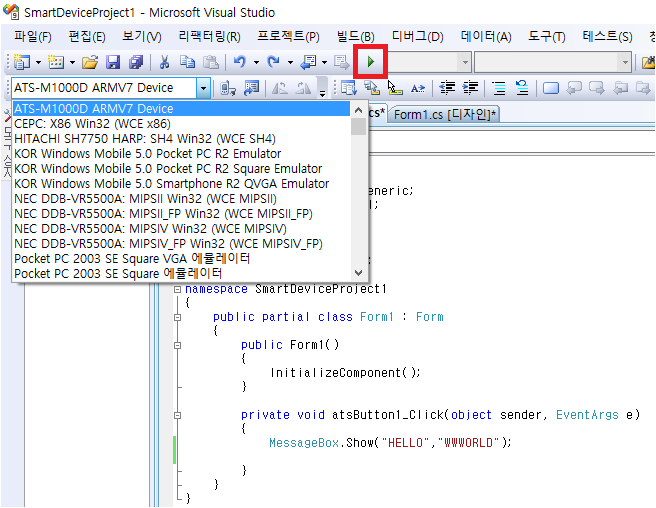 SmartDeviceProject1 - Microsoft Visual Studio
파일(F) 편집(E) 보기(V) 리팩터링(R) 프로젝트(P) 빌드(B) 디버그(D) 데이터(A) 도구(T) 테스트(S)
ATS-M1000D ARMV7 Device
ATS-M1000D ARMV7 Device
.cs* Form1.cs [디자인]*
CEPC: X86 Win32 (WCE x86)
HITACHI SH7750 HARP: SH4 Win32 (WCE SH4)
KOR Windows Mobile 5.0 Pocket PC R2 Emulator
KOR Windows Mobile 5.0 Pocket PC R2 Square Emulator
KOR Windows Mobile 5.0 Smartphone R2 QVGA Emulator
NEC DDB-VR5500A: MIPSII Win32 (WCE MIPSII)
NEC DDB-VR5500A: MIPSII_FP Win32 (WCE MIPSII_FP)
NEC DDB-VR5500A: MIPSIV Win32 (WCE MIPSIV)
NEC DDB-VR5500A: MIPSIV_FP Win32 (WCE MIPSIV_FP)
Pocket PC 2003 SE Square VGA 에뮬레이터
Pocket PC 2003 SE Square 에뮬레이터
namespace SmartDeviceProject1
{
public partial class Form1 : Form
{
public Form1()
{
InitializeComponent();
}
private void atsButton1_Click(object sender, EventArgs e)
{
MessageBox.Show("HELLO","WWWORLD");
}
}
}